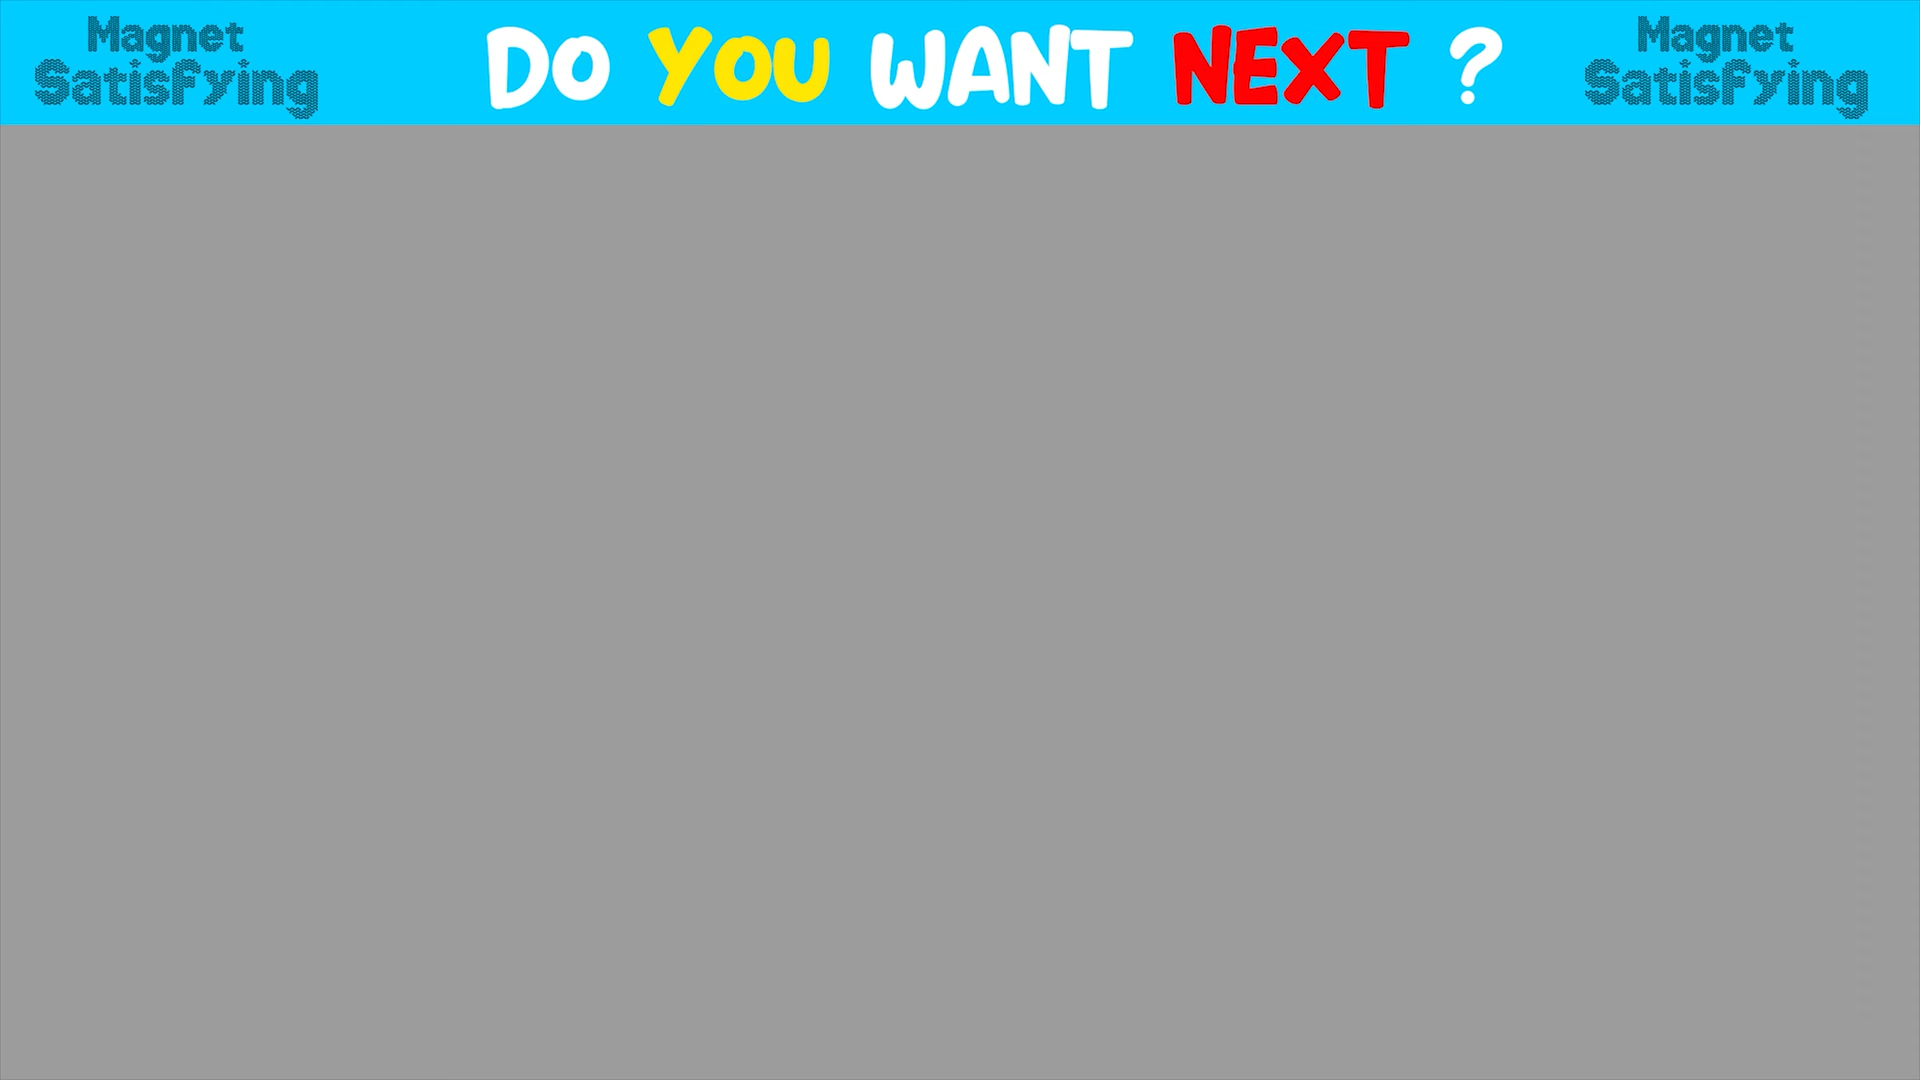 Magnet
Satisfying
DO YOU WANT NEXT ?
Magnet
Satisfying